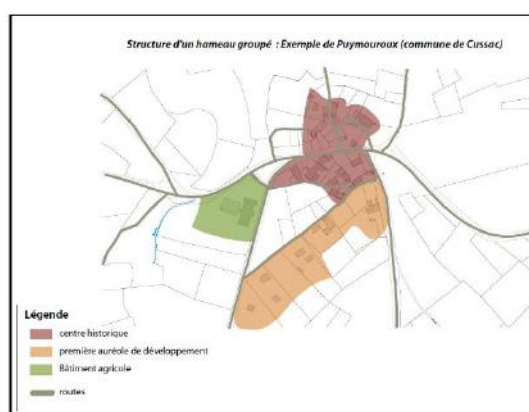 Structure d'un hameau groupé : Exemple de Puymouroux (commune de Cussac)
Légende
centre historique
première auréole de développement
Bâtiment agricole
routes